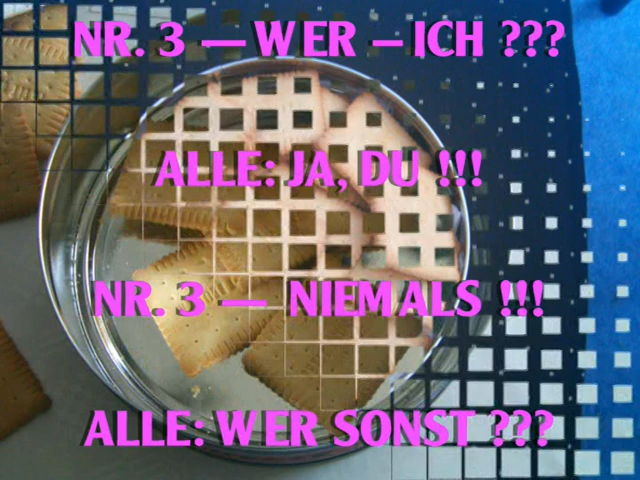 NR. 3 — WER – ICH ???
ALLE: JA, DU !!!
NR. 3 — NIEMALS !!!
ALLE: WER SONST ???